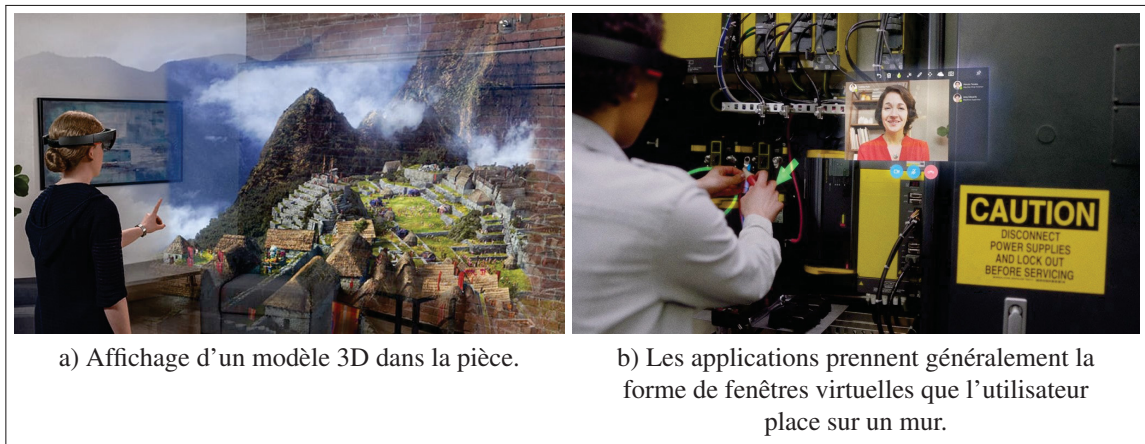 CAUTION
DISCONNECT
POWER SUPPLIES
AND LOCK OUT
BEFORE SERVICING
a) Affichage d’un modèle 3D dans la pièce.
b) Les applications prennent généralement la
forme de fenêtres virtuelles que l’utilisateur
place sur un mur.